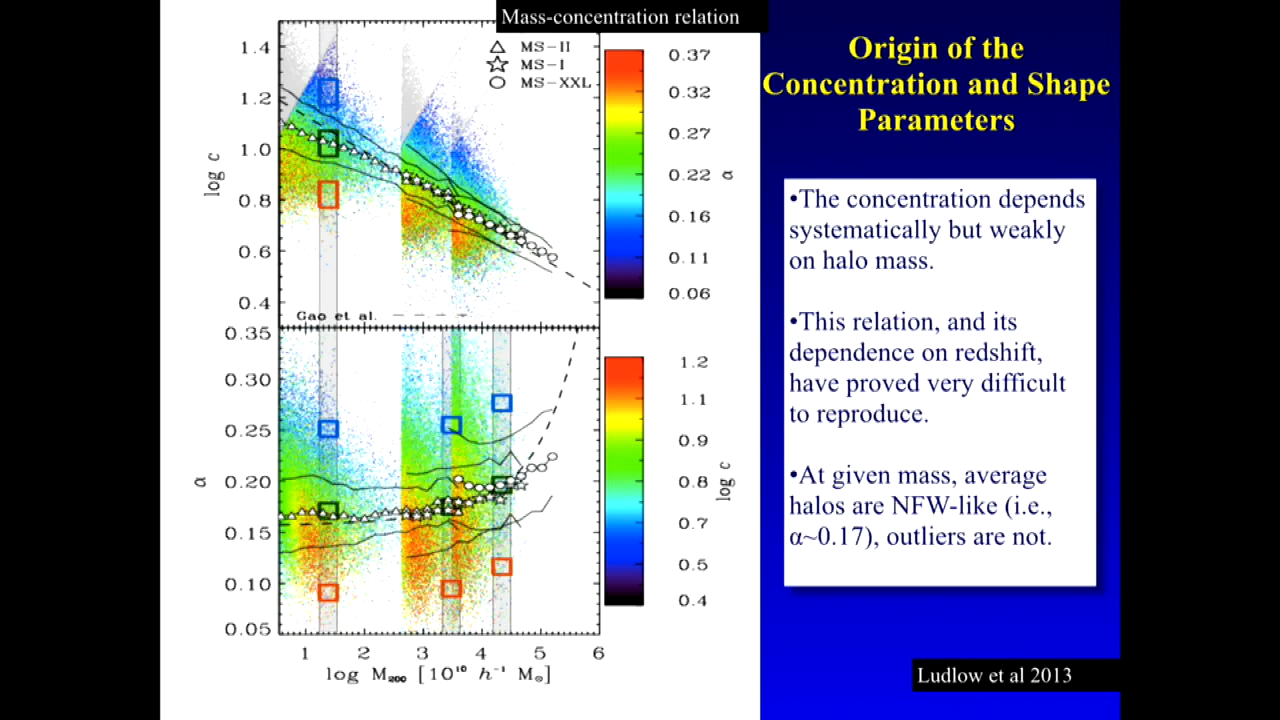 Mass-concentration relation
MS-II
MS-I
MS-XXL
1.4
1.2
1.0
0.8
0.6
0.4
log c
Gao et al.
0.37
0.32
0.27
0.22
0.16
0.11
0.06
α
0.35
0.30
0.25
0.20
0.15
0.10
0.05
α
1.2
1.1
0.9
0.8
0.7
0.5
0.4
log c
1 2 3 4 5 6
log M₂₀₀ [10¹⁰ h⁻¹ M☉]
Origin of the
Concentration and Shape
Parameters
•The concentration depends
systematically but weakly
on halo mass.
•This relation, and its
dependence on redshift,
have proved very difficult
to reproduce.
•At given mass, average
halos are NFW-like (i.e.,
α~0.17), outliers are not.
Ludlow et al 2013